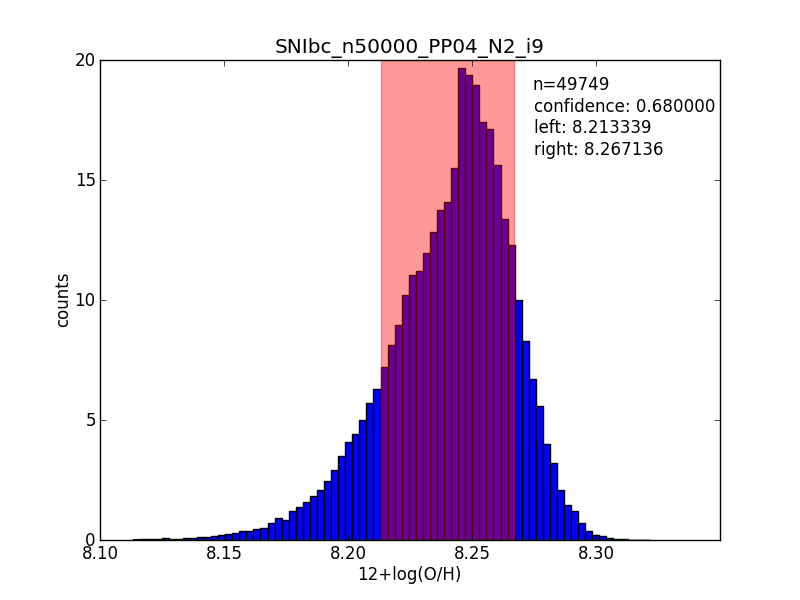 SNIbc_n50000_PP04_N2_i9
n=49749
confidence: 0.680000
left: 8.213339
right: 8.267136
counts
20
15
10
5
0
8.10 8.15 8.20 8.25 8.30
12+log(O/H)